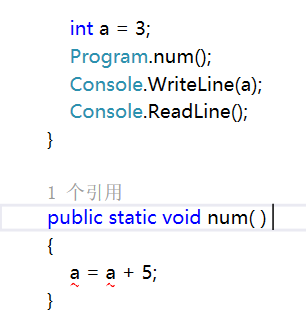 int a = 3;
Program.num();
Console.WriteLine(a);
Console.ReadLine();
}
1 个引用
public static void num( )
{
a = a + 5;
}